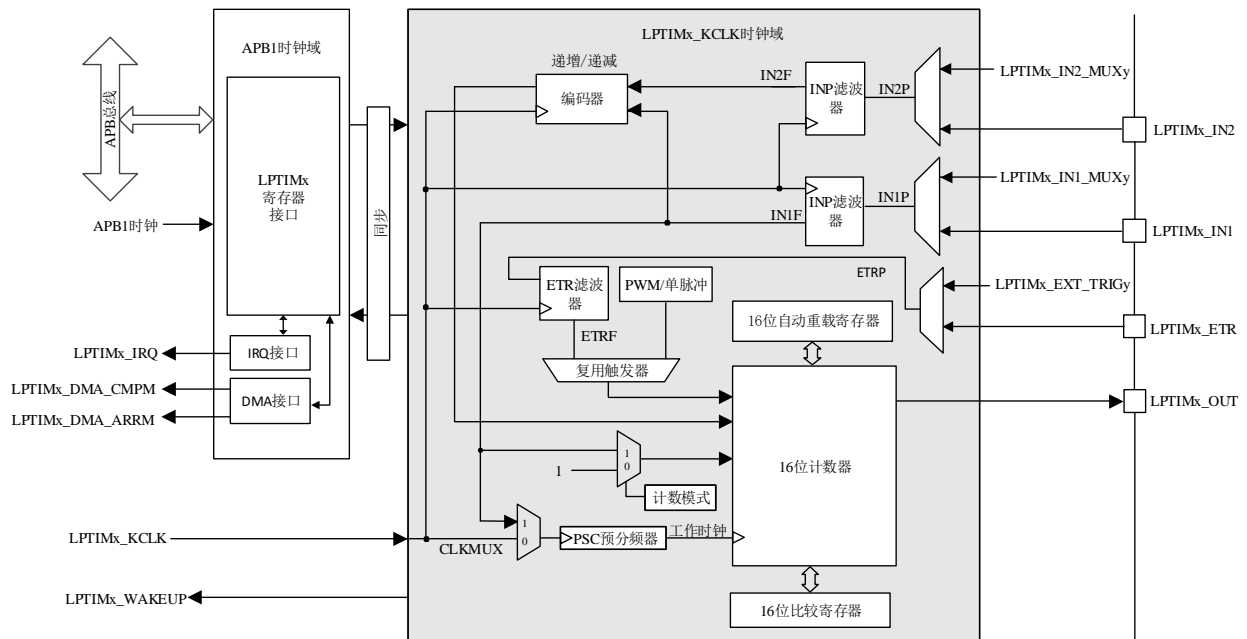 APB1时钟域
LPTIMx_KCLK时钟域
APB总线
LPTIMx
寄存器
接口
APB1时钟
同步
IRQ接口
DMA接口
LPTIMx_IRQ
LPTIMx_DMA_CMPM
LPTIMx_DMA_ARRM
LPTIMx_KCLK
LPTIMx_WAKEUP
递增/递减
编码器
IN2F
INP滤波
器
IN2P
LPTIMx_IN2_MUXy
LPTIMx_IN2
IN1F
INP滤波
器
IN1P
LPTIMx_IN1_MUXy
LPTIMx_IN1
ETR滤波
器
PWM/单脉冲
ETRP
LPTIMx_EXT_TRIGy
LPTIMx_ETR
ETRF
复用触发器
16位自动重载寄存器
LPTIMx_OUT
16位计数器
1
1
0
计数模式
1
0
CLKMUX
PSC预分频器
工作时钟
16位比较寄存器